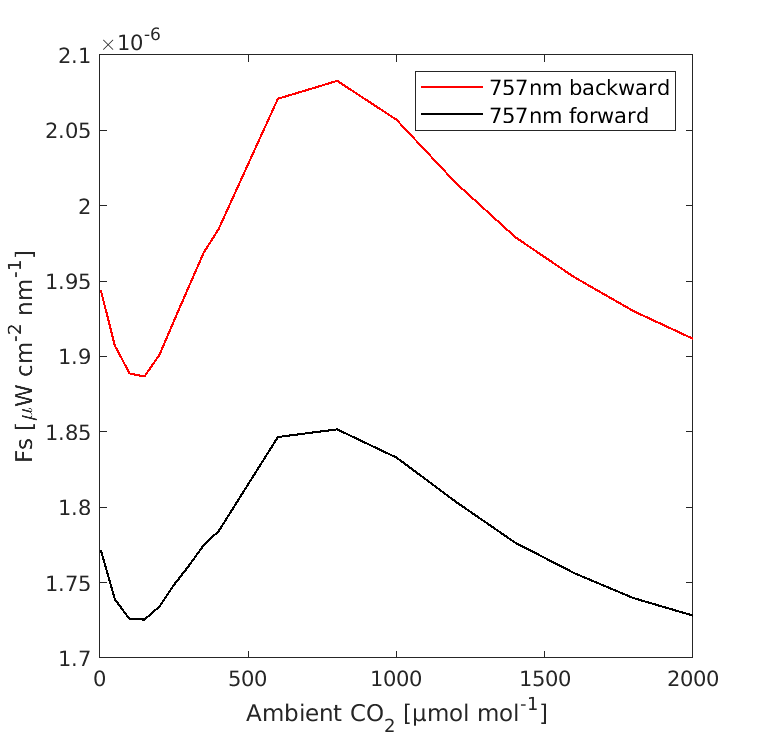 ×10⁻⁶
2.1
2.05
2
1.95
1.9
1.85
1.8
1.75
1.7
Fs [μW cm⁻² nm⁻¹]
757nm backward
757nm forward
0 500 1000 1500 2000
Ambient CO₂ [µmol mol⁻¹]